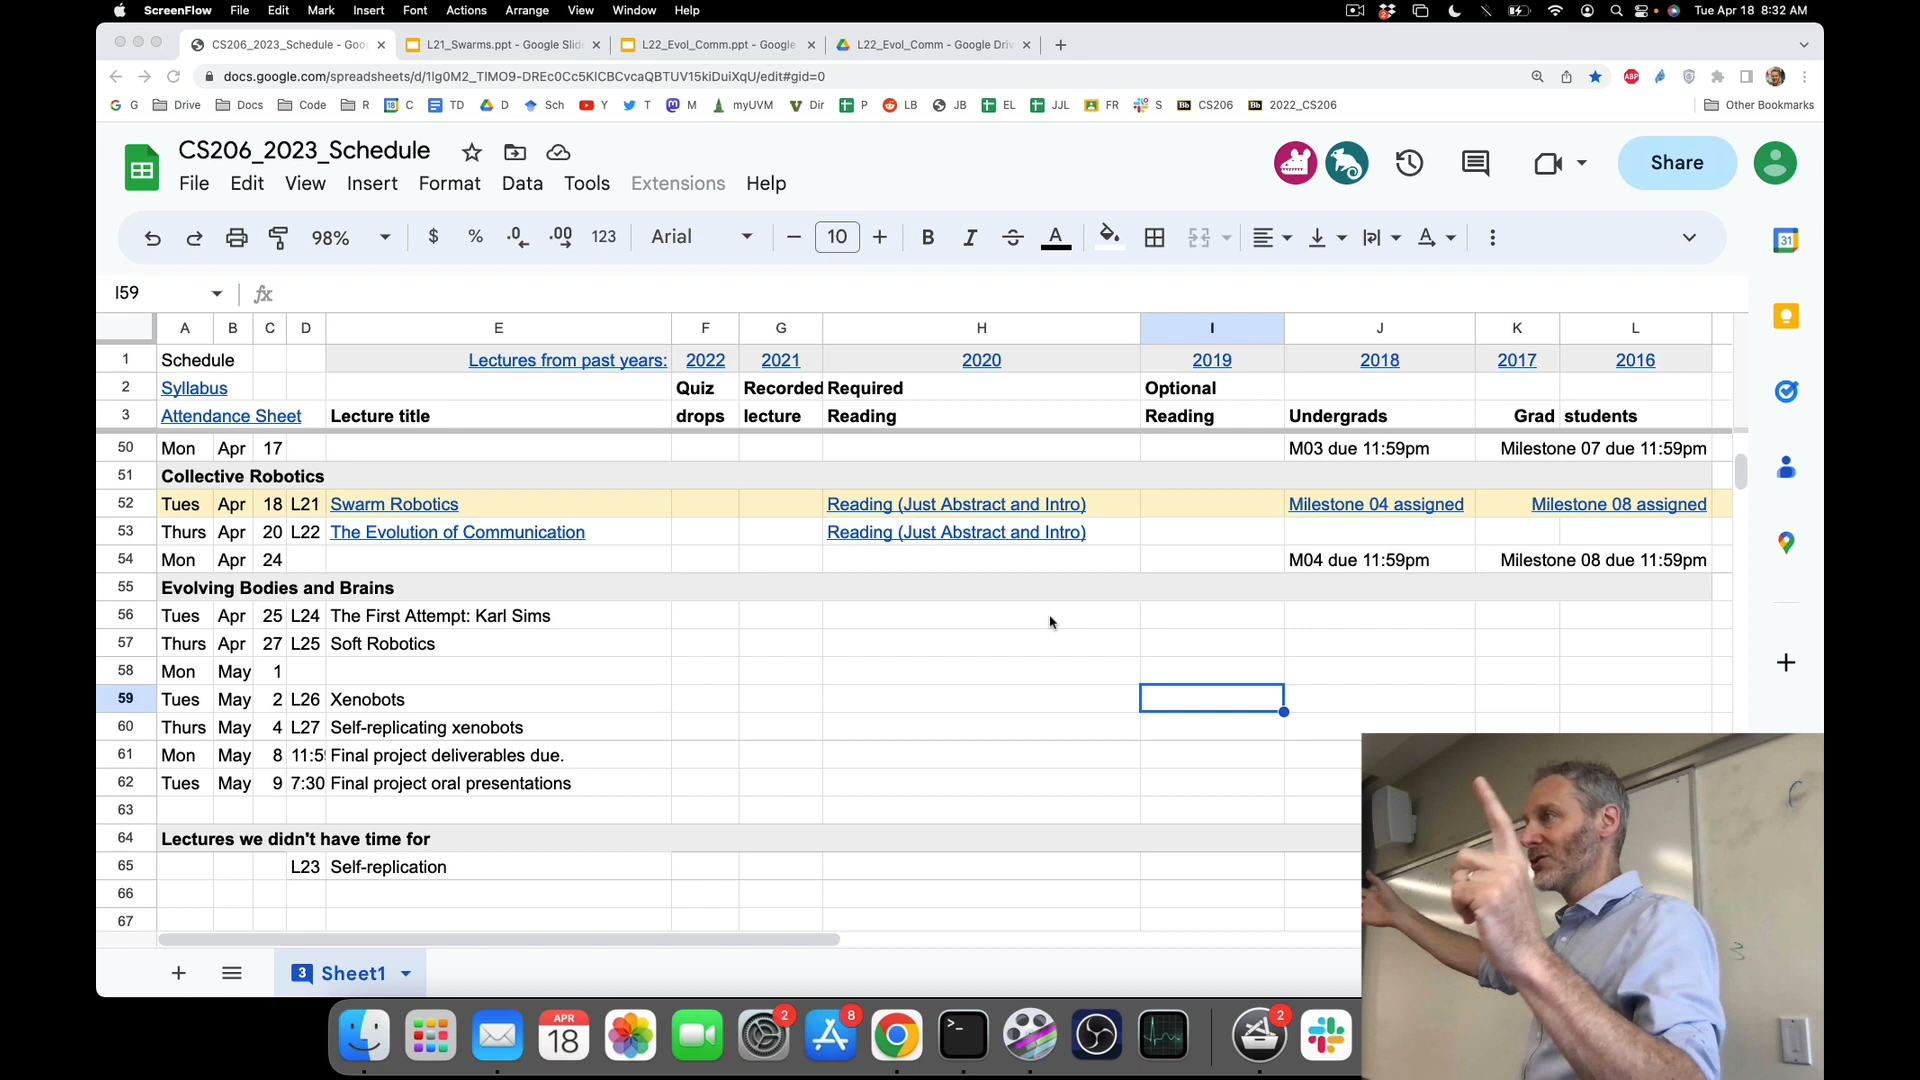 ScreenFlow File Edit Mark Insert Font Actions Arrange View Window Help Tue Apr 18 8:32 AM
CS206_2023_Schedule - Goog L21_Swarms.ppt - Google Slide L22_Evol_Comm.ppt - Google L22_Evol_Comm - Google Driv
G G Drive Docs Code R C TD D Sch Y T M myUVM Dir P LB JB EL JJL FR S CS206 2022_CS206 Other Bookmarks
CS206_2023_Schedule
Share
File Edit View Insert Format Data Tools Extensions Help
98% $ % .0 .00 123 Arial 10 B I S A
I59 fx
A B C D E F G H I J K L
1 Schedule Lectures from past years: 2022 2021 2020 2019 2018 2017 2016
2 Syllabus Quiz Recorded Required Optional
3 Attendance Sheet Lecture title drops lecture Reading Reading Undergrads Grad students
50 Mon Apr 17 M03 due 11:59pm Milestone 07 due 11:59pm
51 Collective Robotics
52 Tues Apr 18 L21 Swarm Robotics Reading (Just Abstract and Intro) Milestone 04 assigned Milestone 08 assigned
53 Thurs Apr 20 L22 The Evolution of Communication Reading (Just Abstract and Intro)
54 Mon Apr 24 M04 due 11:59pm Milestone 08 due 11:59pm
55 Evolving Bodies and Brains
56 Tues Apr 25 L24 The First Attempt: Karl Sims
57 Thurs Apr 27 L25 Soft Robotics
58 Mon May 1
59 Tues May 2 L26 Xenobots
60 Thurs May 4 L27 Self-replicating xenobots
61 Mon May 8 11:5 Final project deliverables due.
62 Tues May 9 7:30 Final project oral presentations
63
64 Lectures we didn't have time for
65 L23 Self-replication
66
67
3 Sheet1
APR
18
2
8
2